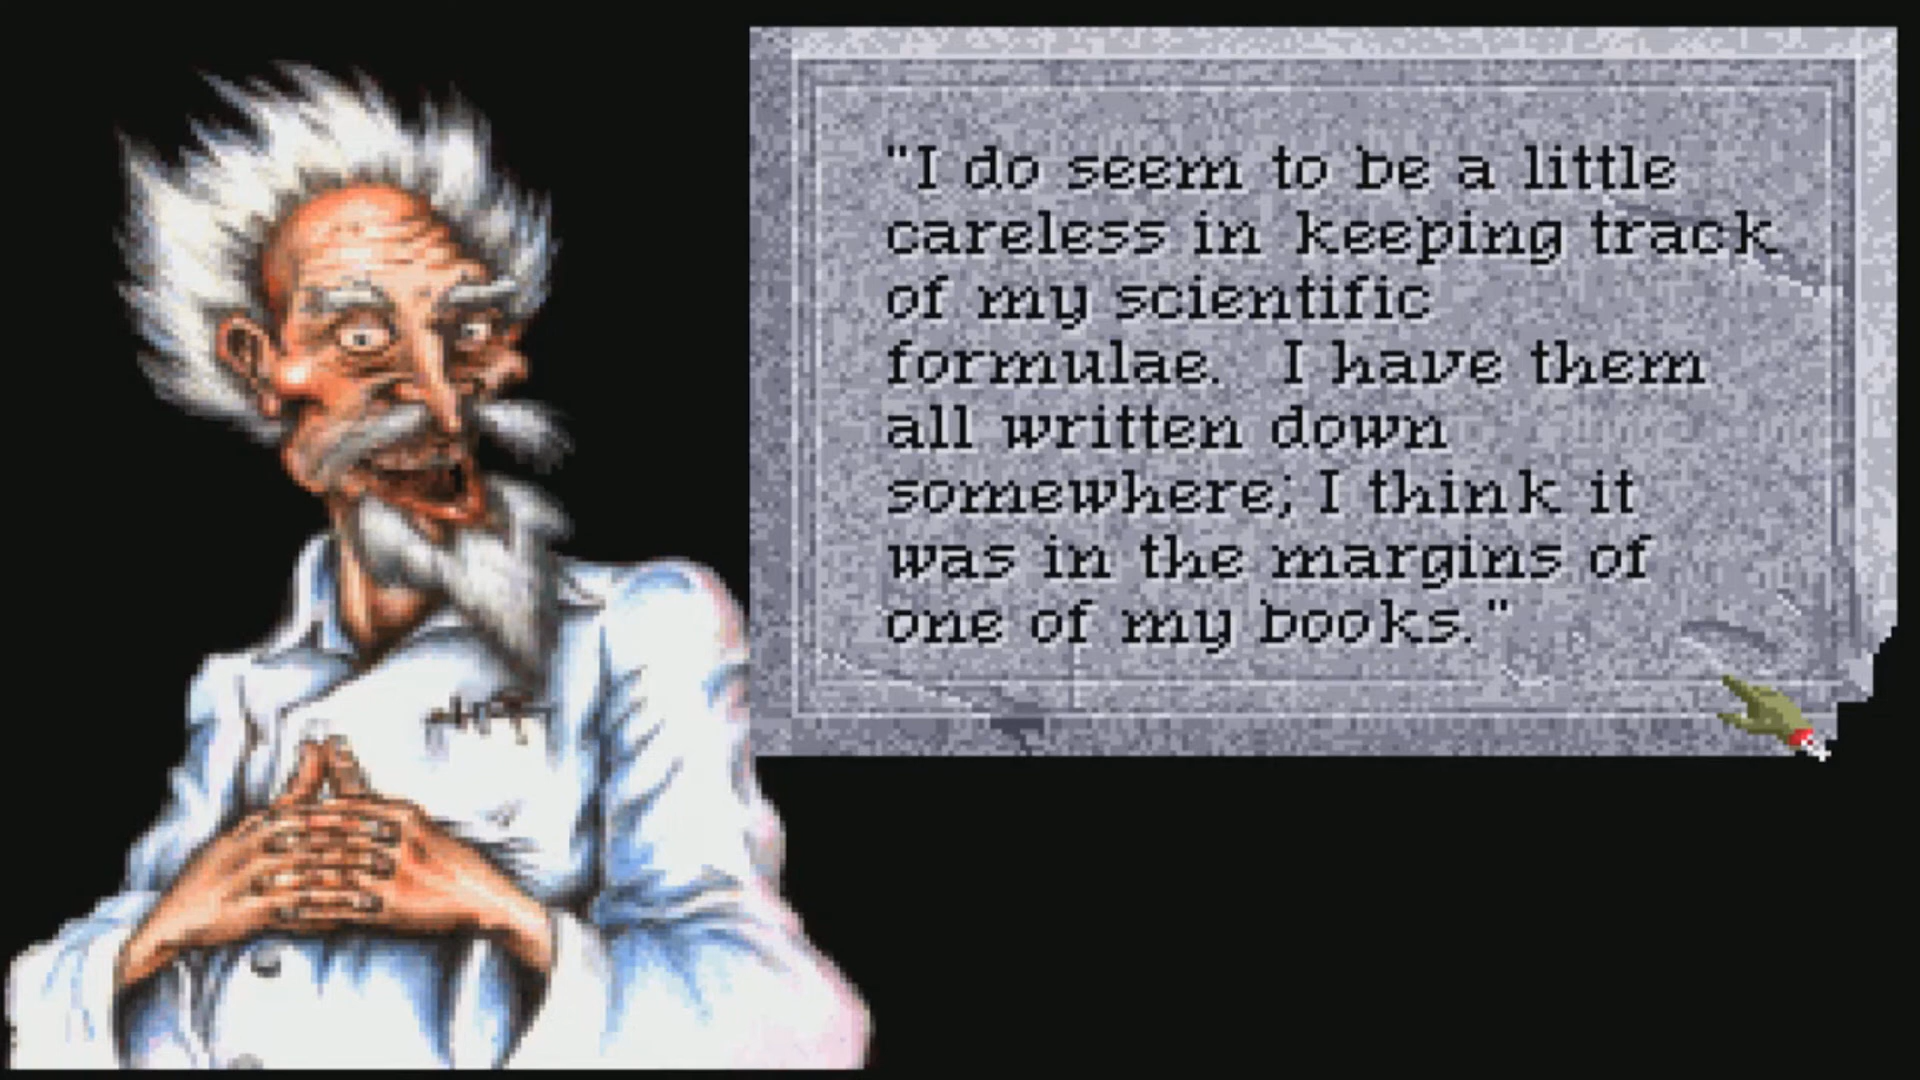 "I do seem to be a little
careless in keeping track
of my scientific
formulae.  I have them
all written down
somewhere; I think it
was in the margins of
one of my books."